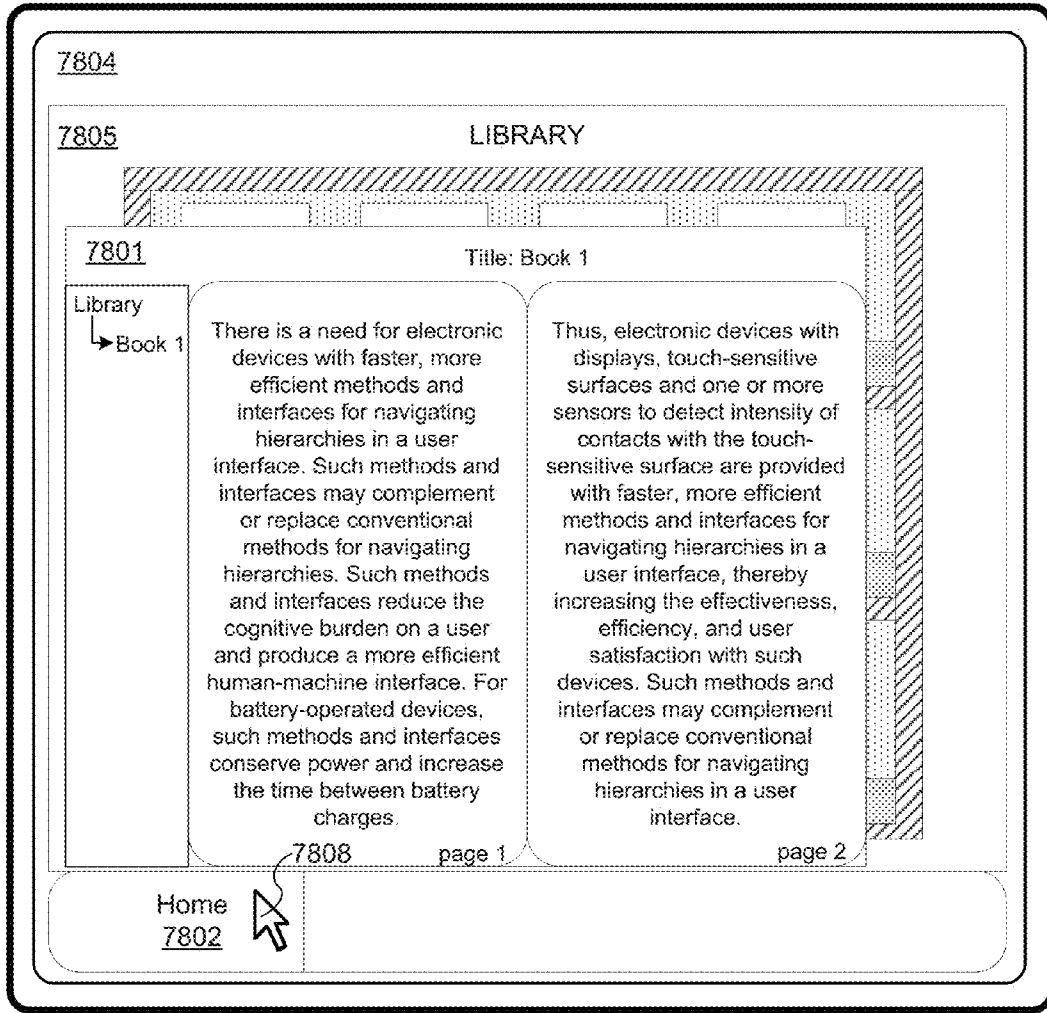 7804
7805
LIBRARY
7801
Title: Book 1
Library
Book 1
There is a need for electronic
devices with faster, more
efficient methods and
interfaces for navigating
hierarchies in a user
interface. Such methods and
interfaces may complement
or replace conventional
methods for navigating
hierarchies. Such methods
and interfaces reduce the
cognitive burden on a user
and produce a more efficient
human-machine interface. For
battery-operated devices,
such methods and interfaces
conserve power and increase
the time between battery
charges.
page 1
Thus, electronic devices with
displays, touch-sensitive
surfaces and one or more
sensors to detect intensity of
contacts with the touch-
sensitive surface are provided
with faster, more efficient
methods and interfaces for
navigating hierarchies in a
user interface, thereby
increasing the effectiveness,
efficiency, and user
satisfaction with such
devices. Such methods and
interfaces may complement
or replace conventional
methods for navigating
hierarchies in a user
interface.
page 2
7808
Home
7802